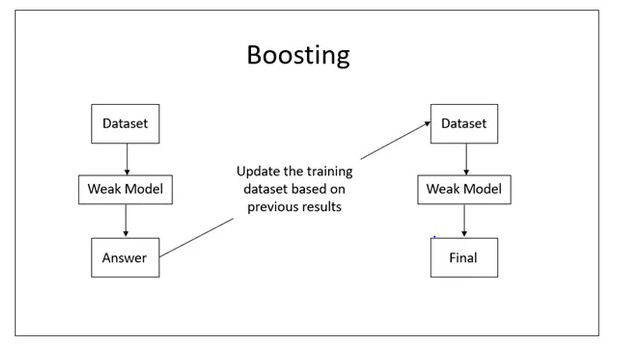 Boosting
Dataset
Weak Model
Answer
Update the training
dataset based on
previous results
Dataset
Weak Model
Final